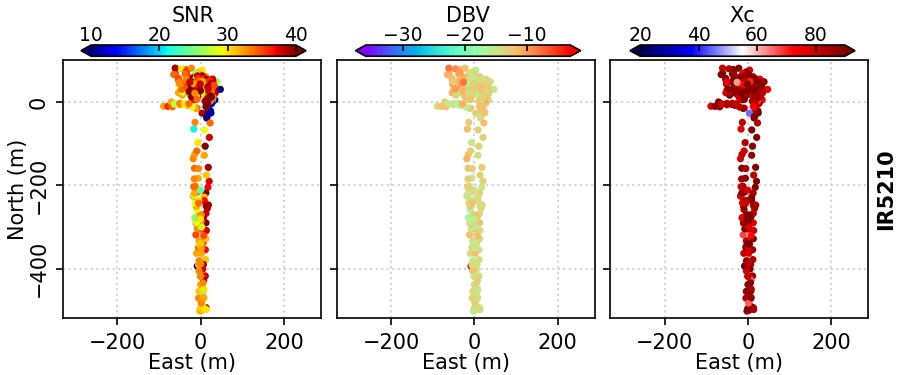 SNR DBV Xc
10 20 30 40 −30 −20 −10 20 40 60 80
North (m)
0
−200
−400
IR5210
−200 0 200 −200 0 200 −200 0 200
East (m) East (m) East (m)